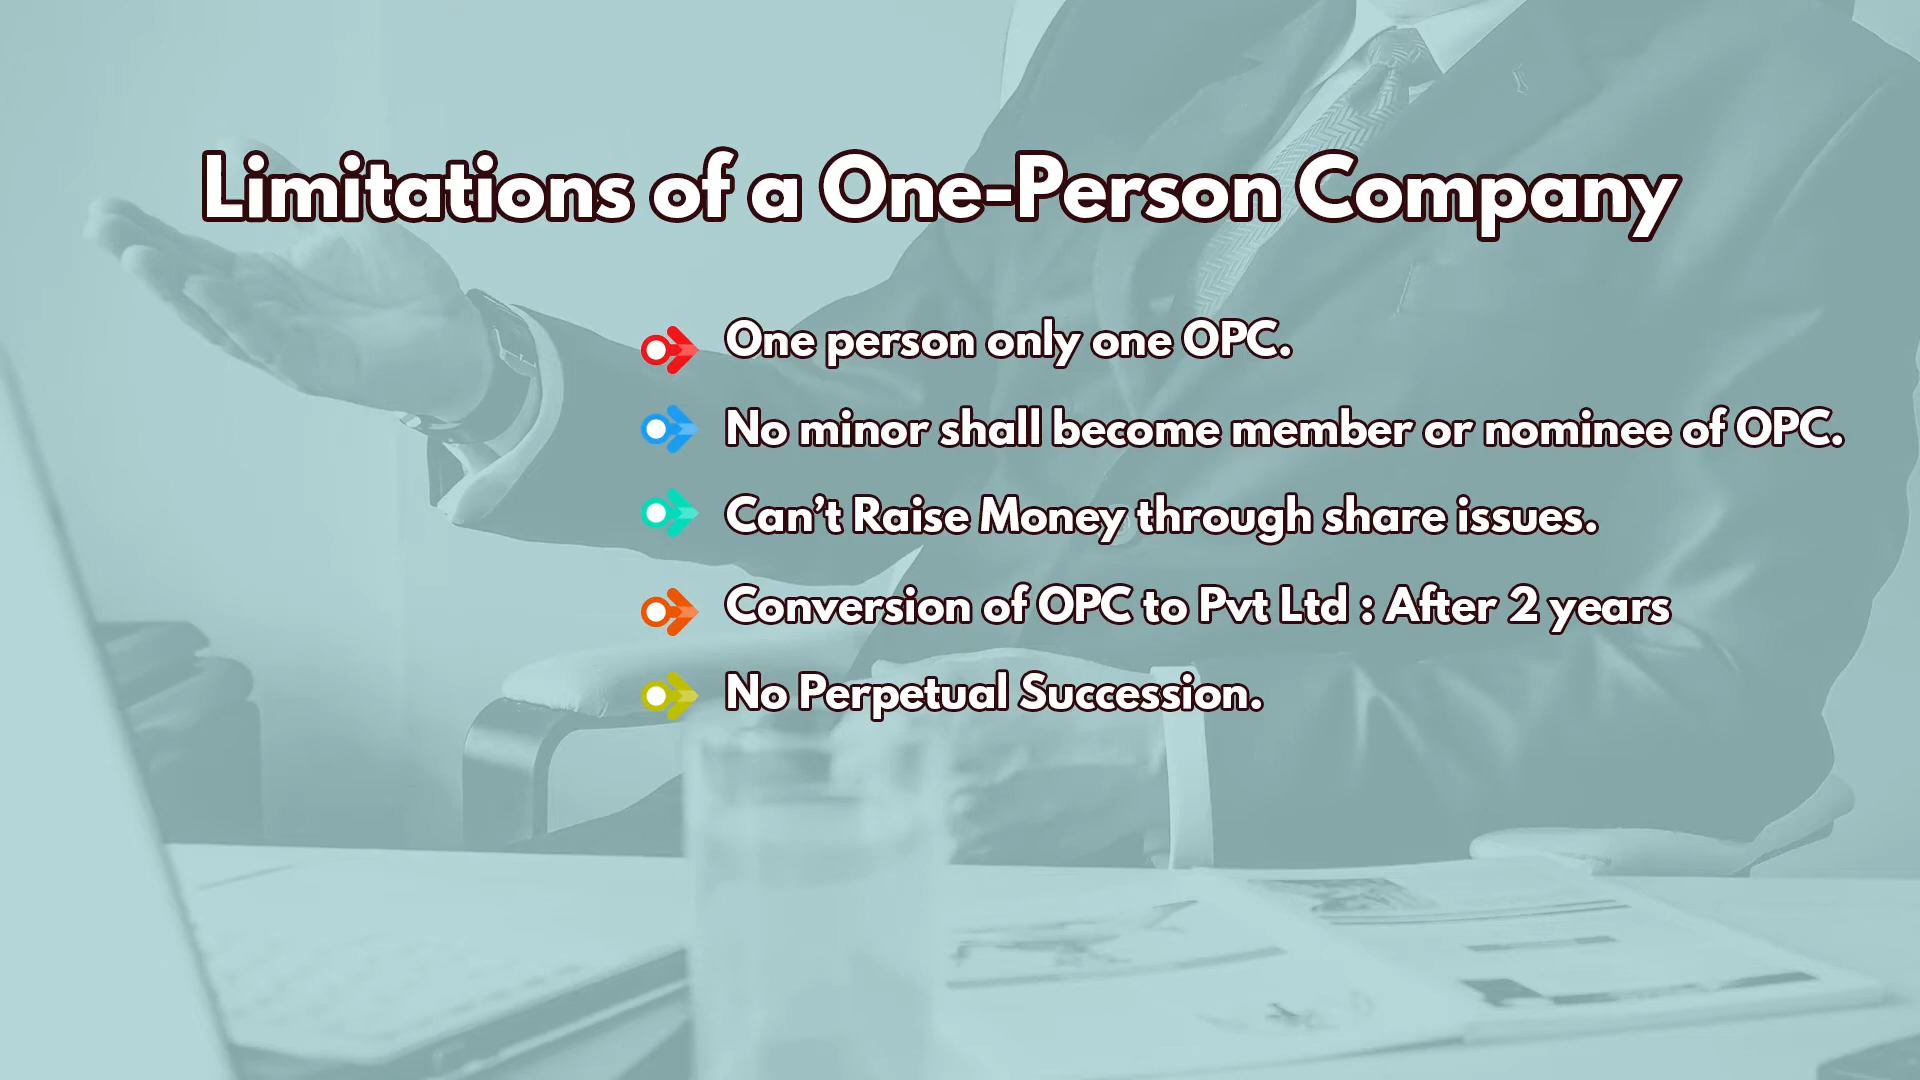 Limitations of a One-Person Company
One person only one OPC.
No minor shall become member or nominee of OPC.
Can’t Raise Money through share issues.
Conversion of OPC to Pvt Ltd : After 2 years
No Perpetual Succession.